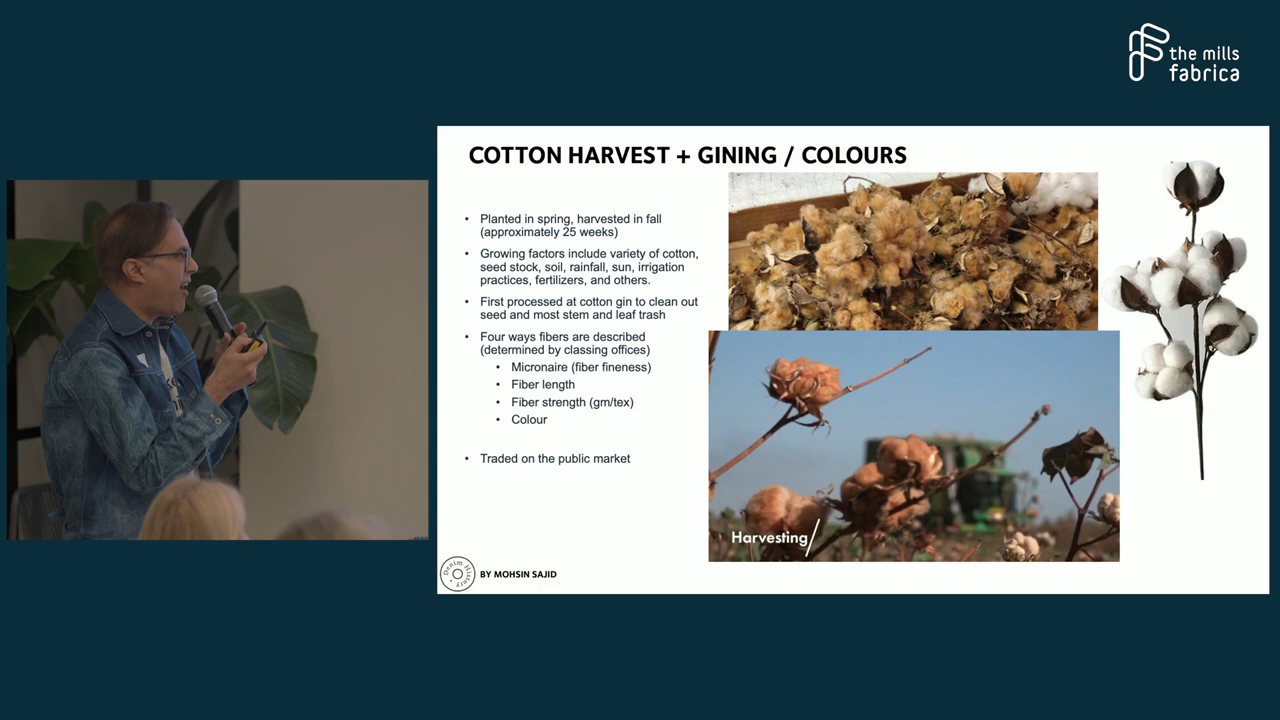 the mills
fabrica
COTTON HARVEST + GINING / COLOURS
• Planted in spring, harvested in fall
(approximately 25 weeks)
• Growing factors include variety of cotton,
seed stock, soil, rainfall, sun, irrigation
practices, fertilizers, and others.
• First processed at cotton gin to clean out
seed and most stem and leaf trash
• Four ways fibers are described
(determined by classing offices)
• Micronaire (fiber fineness)
• Fiber length
• Fiber strength (gm/tex)
• Colour
• Traded on the public market
Harvesting/
Denim History
BY MOHSIN SAJID